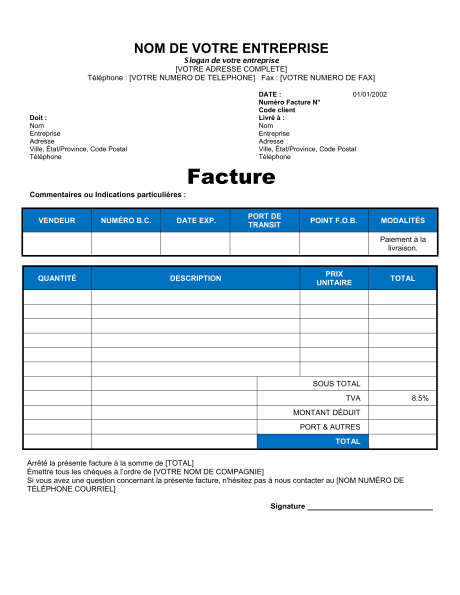 NOM DE VOTRE ENTREPRISE
Slogan de votre entreprise
[VOTRE ADRESSE COMPLETE]
Téléphone : [VOTRE NUMERO DE TELEPHONE] Fax : [VOTRE NUMERO DE FAX]
DATE : 01/01/2002
Numéro Facture N°
Code client
Doit : Livré à :
Nom Nom
Entreprise Entreprise
Adresse Adresse
Ville, État/Province, Code Postal Ville, État/Province, Code Postal
Téléphone Téléphone
Facture
Commentaires ou Indications particulières :
VENDEUR NUMÉRO B.C. DATE EXP. PORT DE TRANSIT POINT F.O.B. MODALITÉS
Paiement à la
livraison.
QUANTITÉ DESCRIPTION PRIX UNITAIRE TOTAL
SOUS TOTAL
TVA 8.5%
MONTANT DÉDUIT
PORT & AUTRES
TOTAL
Arrêté la présente facture à la somme de [TOTAL]
Émettre tous les chèques à l'ordre de [VOTRE NOM DE COMPAGNIE]
Si vous avez une question concernant la présente facture, n'hésitez pas à nous contacter au [NOM NUMÉRO DE
TÉLÉPHONE COURRIEL]
Signature